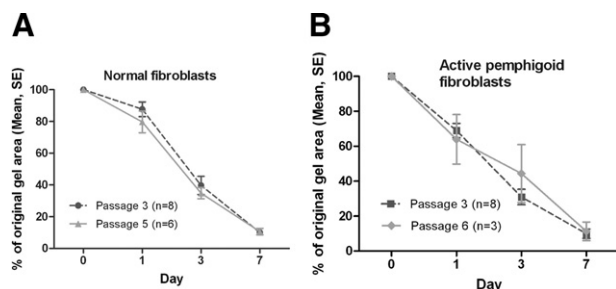 A
Normal fibroblasts
% of original gel area (Mean, SE)
100
80
60
40
20
0
Passage 3 (n=8)
Passage 5 (n=6)
0 1 3 7
Day
B
Active pemphigoid
fibroblasts
% of original gel area (Mean, SE)
100
80
60
40
20
0
Passage 3 (n=8)
Passage 6 (n=3)
0 1 3 7
Day